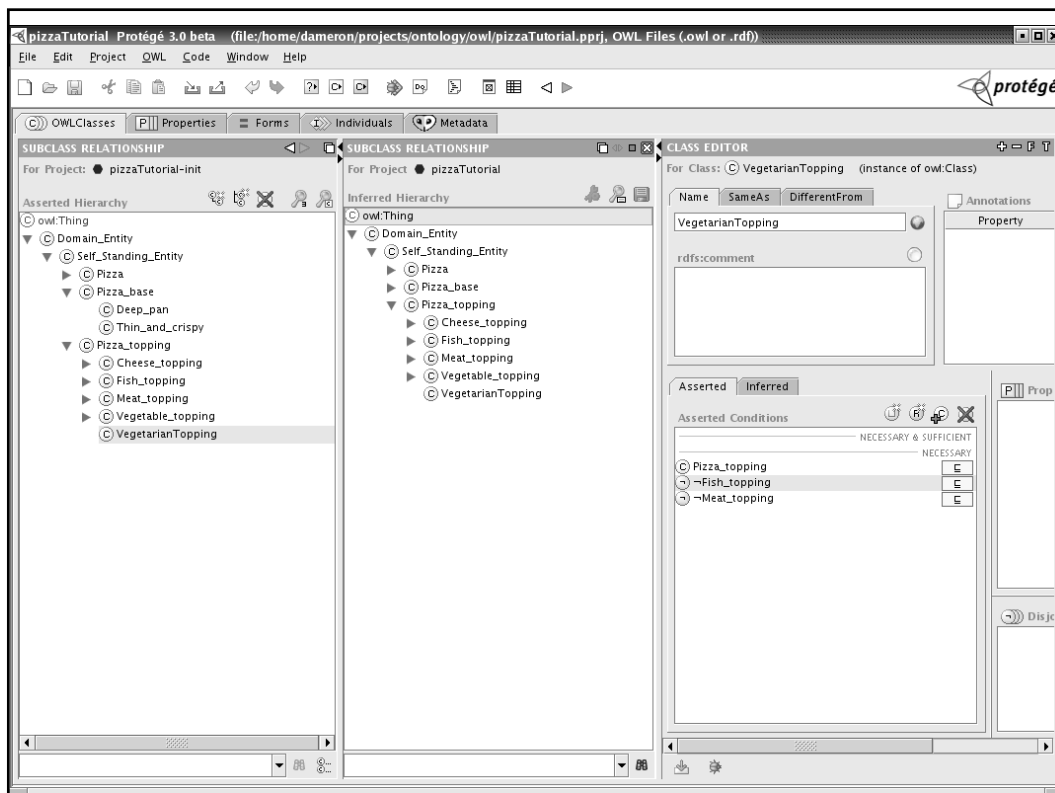 pizzaTutorial Protégé 3.0 beta (file:/home/dameron/projects/ontology/owl/pizzaTutorial.pprj, OWL Files (.owl or .rdf))
File Edit Project OWL Code Window Help
protégé
OWLClasses Properties Forms Individuals Metadata
SUBCLASS RELATIONSHIP
For Project: pizzaTutorial-init
Asserted Hierarchy
owl:Thing
Domain_Entity
Self_Standing_Entity
Pizza
Pizza_base
Deep_pan
Thin_and_crispy
Pizza_topping
Cheese_topping
Fish_topping
Meat_topping
Vegetable_topping
VegetarianTopping
SUBCLASS RELATIONSHIP
For Project pizzaTutorial
Inferred Hierarchy
owl:Thing
Domain_Entity
Self_Standing_Entity
Pizza
Pizza_base
Pizza_topping
Cheese_topping
Fish_topping
Meat_topping
Vegetable_topping
VegetarianTopping
CLASS EDITOR
For Class: VegetarianTopping (instance of owl:Class)
Name SameAs DifferentFrom
VegetarianTopping
rdfs:comment
Annotations
Property
Asserted Inferred
Asserted Conditions
NECESSARY & SUFFICIENT
NECESSARY
Pizza_topping ⊑
¬Fish_topping ⊑
¬Meat_topping ⊑
Prop
Disjo